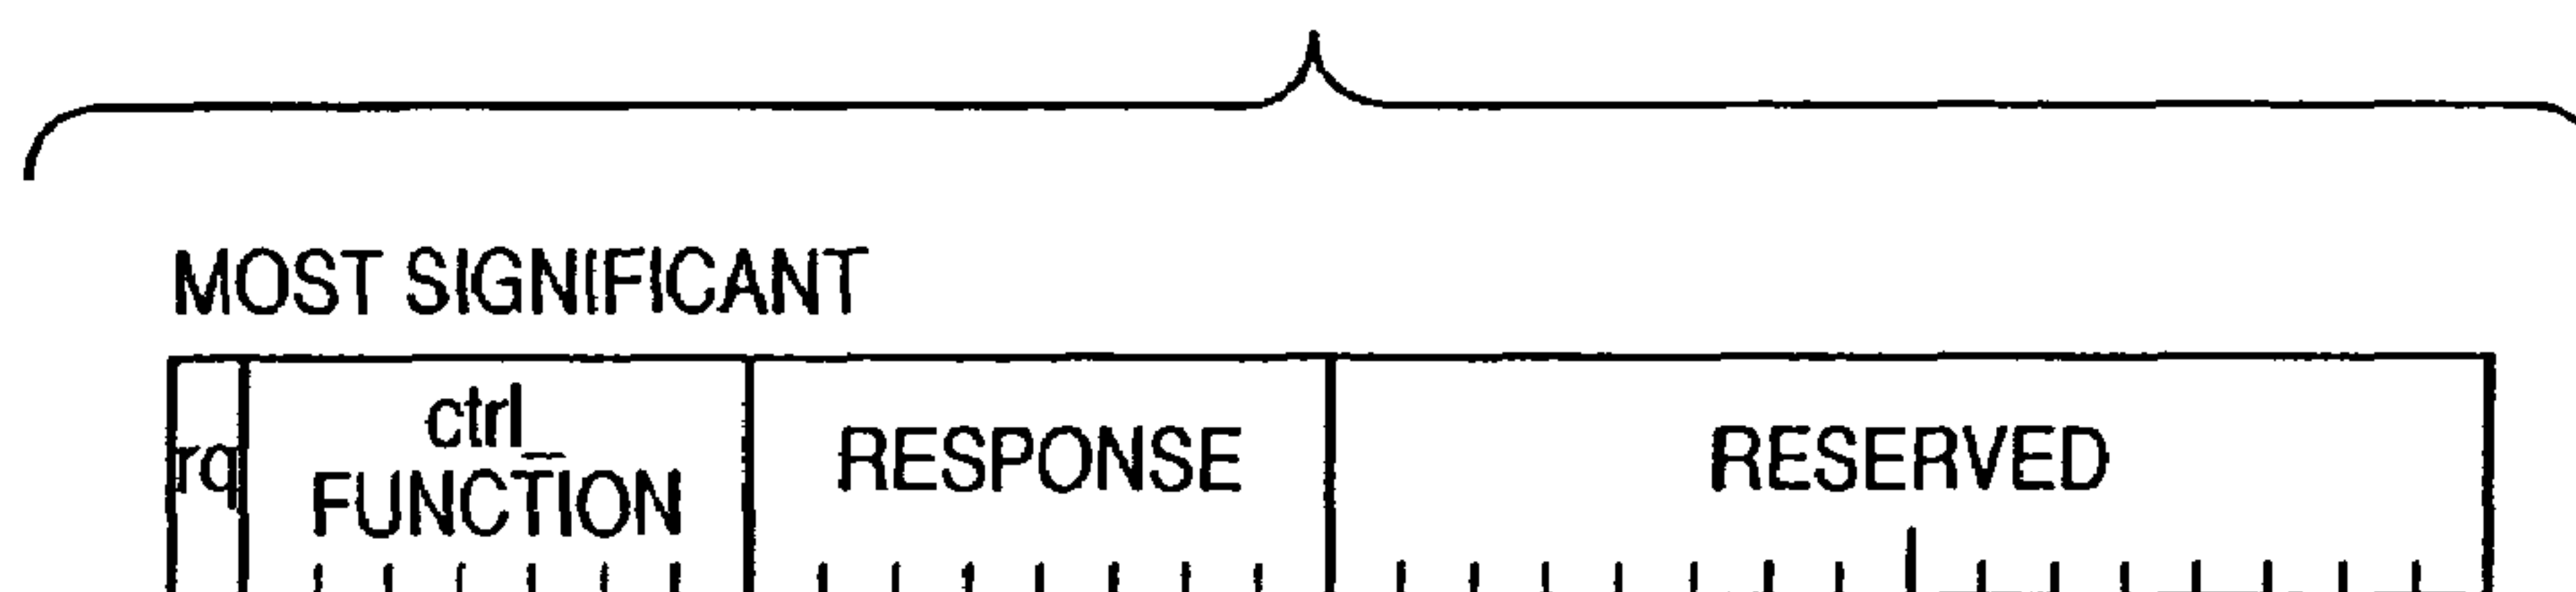 MOST SIGNIFICANT
rq
ctrl_
FUNCTION
RESPONSE
RESERVED